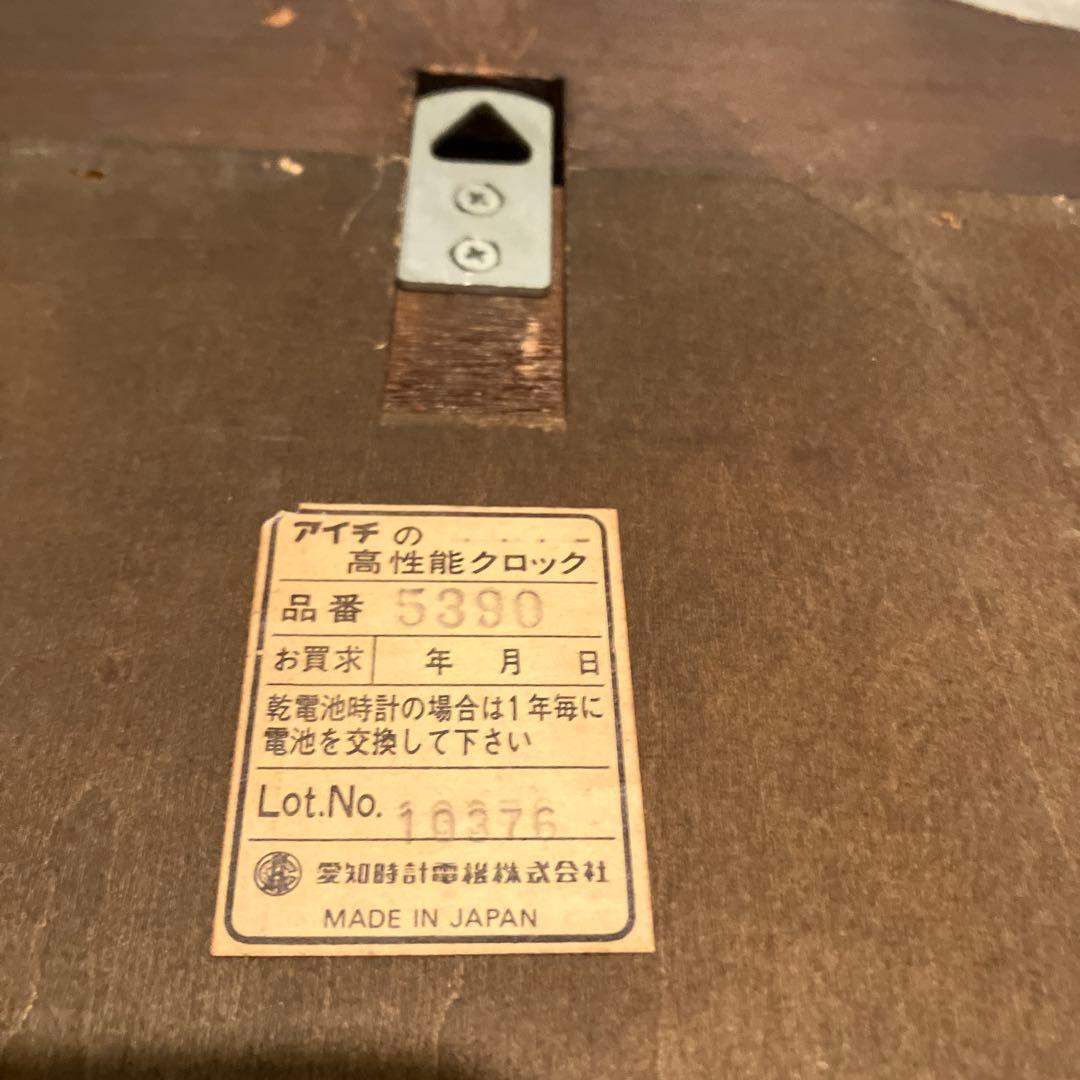 アイチの
高性能クロック
品番 5390
お買求 年 月 日
乾電池時計の場合は1年毎に
電池を交換して下さい
Lot.No. 10376
愛知時計電機株式会社
MADE IN JAPAN